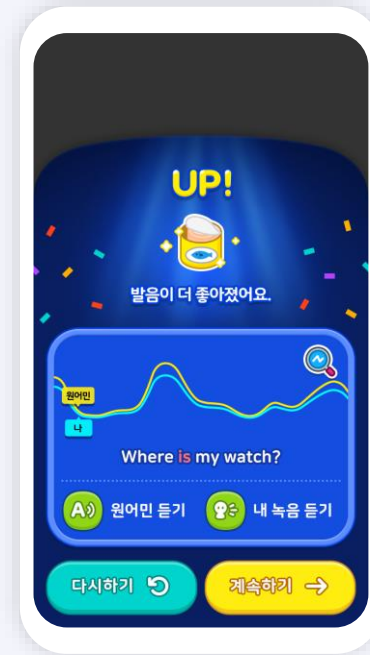 UP!
발음이 더 좋아졌어요.
원어민
나
Where is my watch?
A 원어민 듣기 내 녹음 듣기
다시하기 계속하기